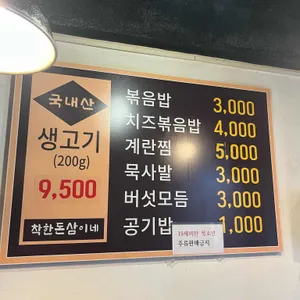 국내산
생고기
(200g)
9,500
착한돈삼이네
볶음밥 3,000
치즈볶음밥 4,000
계란찜 5,000
묵사발 3,000
버섯모듬 3,000
공기밥 1,000
19세미만 청소년
주류판매금지